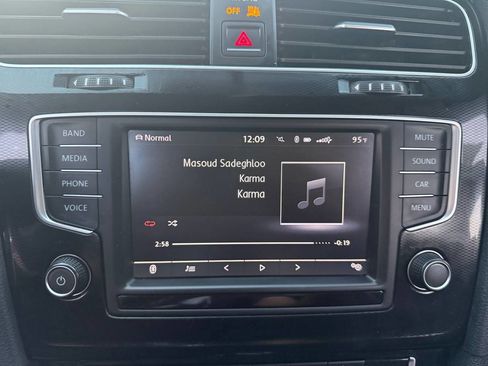 OFF
BAND
MEDIA
PHONE
VOICE
Normal
12:09
95°F
Masoud Sadeghloo
Karma
Karma
2:58
-0:19
MUTE
SOUND
CAR
MENU